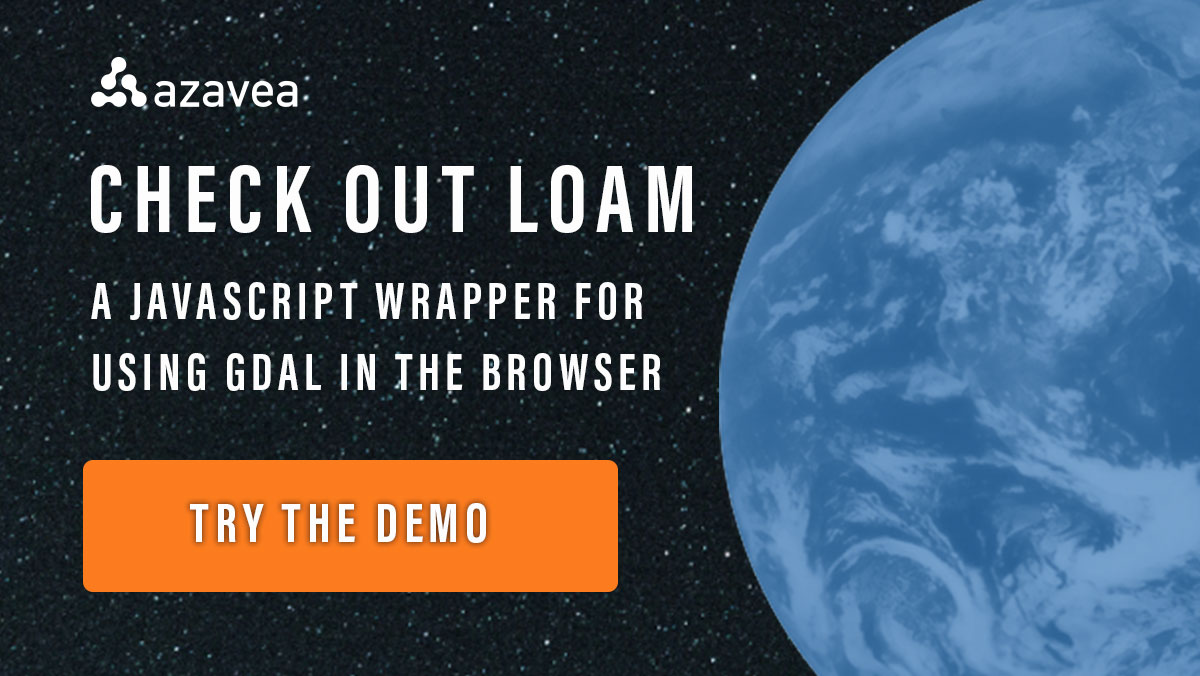 azavea
CHECK OUT LOAM
A JAVASCRIPT WRAPPER FOR
USING GDAL IN THE BROWSER
TRY THE DEMO